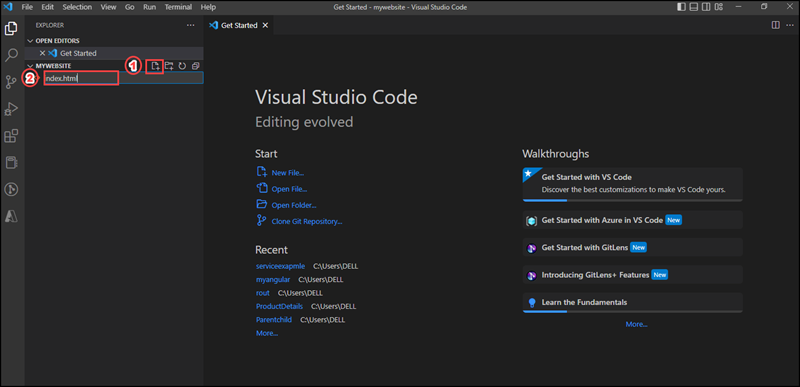 File Edit Selection View Go Run Terminal Help
Get Started - mywebsite - Visual Studio Code
EXPLORER
Get Started
OPEN EDITORS
Get Started
MYWEBSITE
1
2
index.html
Visual Studio Code
Editing evolved
Start
New File...
Open File...
Open Folder...
Clone Git Repository...
Recent
serviceexapmle C:\Users\DELL
myangular C:\Users\DELL
rout C:\Users\DELL
ProductDetails C:\Users\DELL
Parentchild C:\Users\DELL
More...
Walkthroughs
Get Started with VS Code
Discover the best customizations to make VS Code yours.
Get Started with Azure in VS Code New
Get Started with GitLens New
Introducing GitLens+ Features New
Learn the Fundamentals
More...